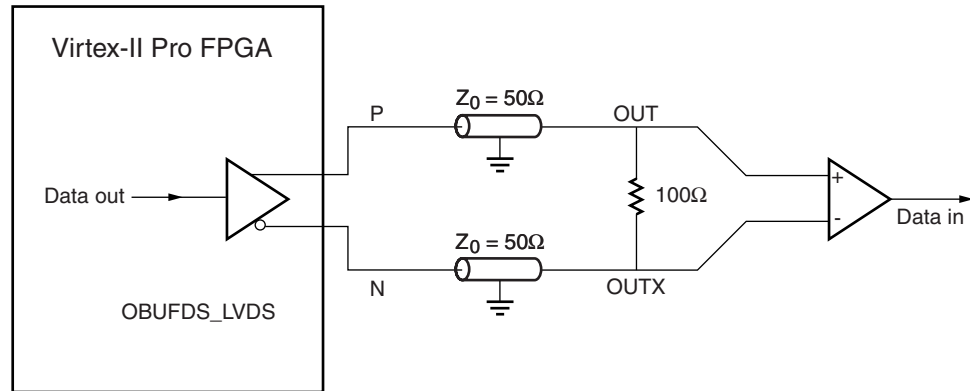 Virtex-II Pro FPGA
Z0 = 50Ω
P
OUT
Data out
100Ω
+
-
Data in
Z0 = 50Ω
N
OUTX
OBUFDS_LVDS